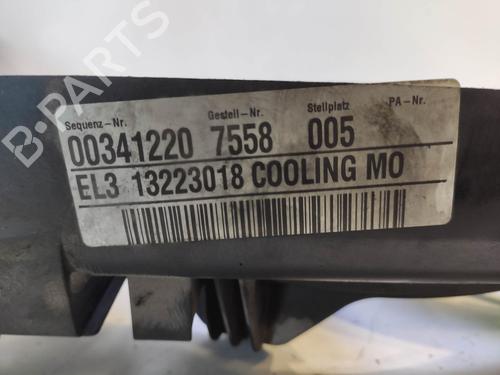 Sequenz-Nr. Gestell-Nr. Stellplatz PA-Nr.
00341220 7558 005
EL3 13223018 COOLING MO
B-PARTS